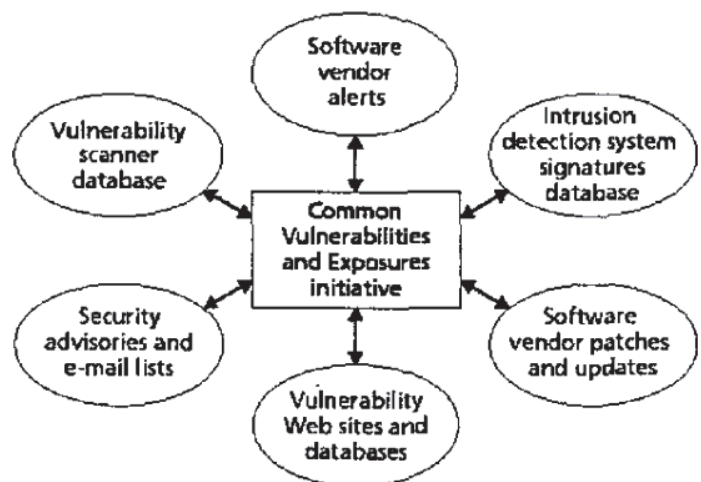 Software
vendor
alerts
Vulnerability
scanner
database
Intrusion
detection system
signatures
database
Common
Vulnerabilities
and Exposures
initiative
Security
advisories and
e-mail lists
Software
vendor patches
and updates
Vulnerability
Web sites and
databases